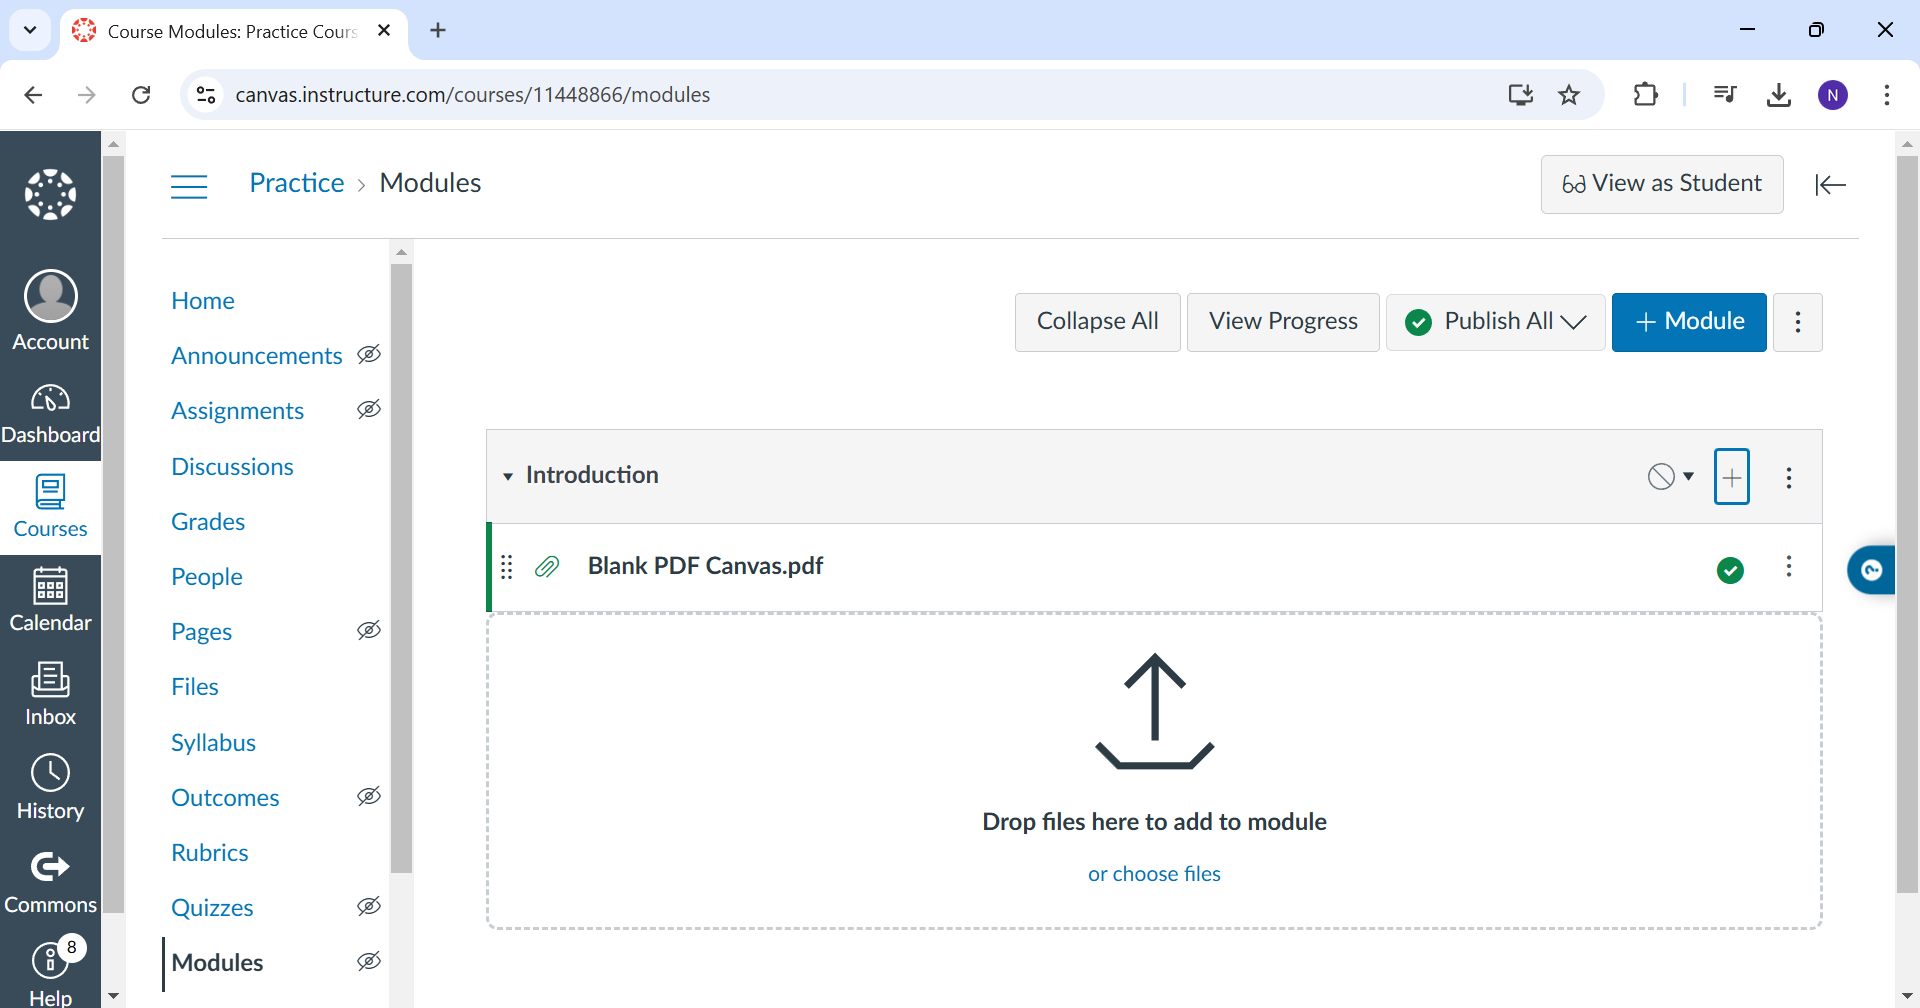 Course Modules: Practice Cours
canvas.instructure.com/courses/11448866/modules
N
Practice > Modules
View as Student
Account
Dashboard
Courses
Calendar
Inbox
History
Commons
8
Help
Home
Announcements
Assignments
Discussions
Grades
People
Pages
Files
Syllabus
Outcomes
Rubrics
Quizzes
Modules
Collapse All
View Progress
Publish All
+ Module
Introduction
Blank PDF Canvas.pdf
Drop files here to add to module
or choose files